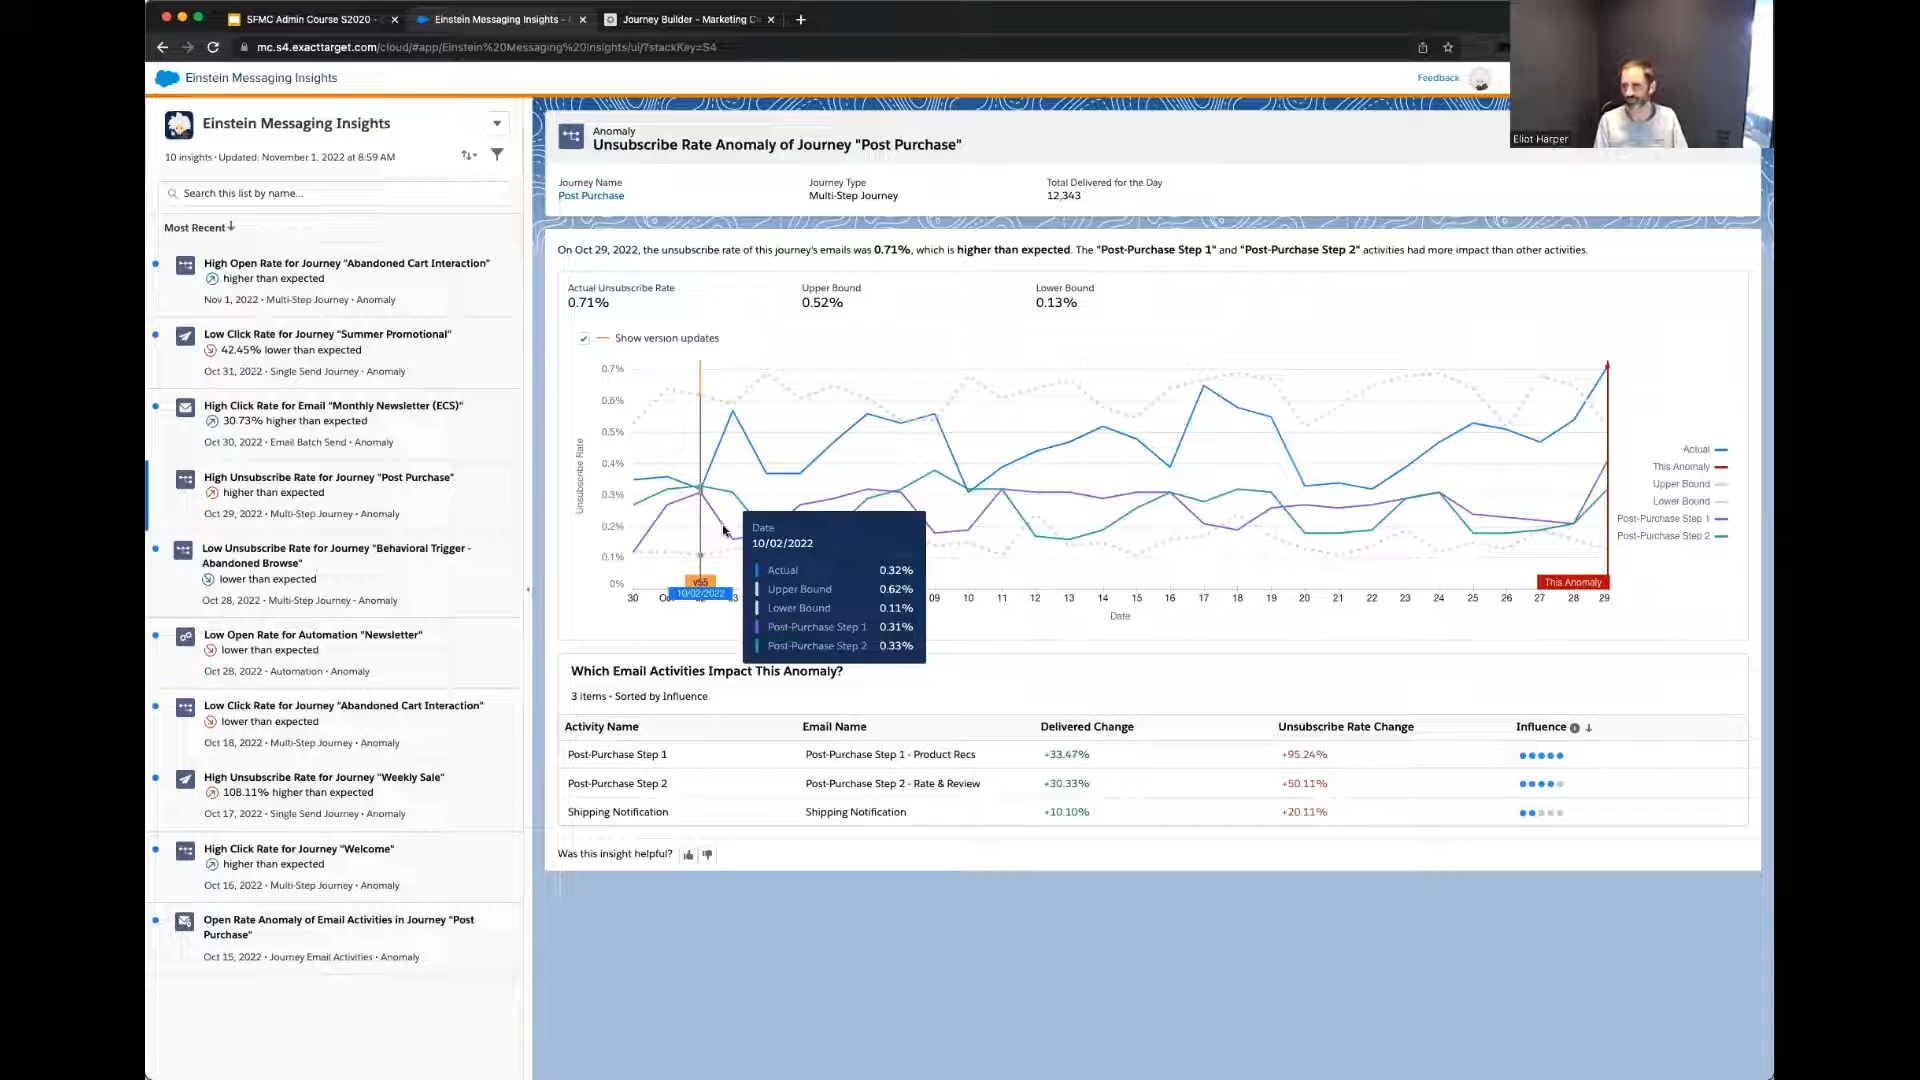 SFMC Admin Course S2020 -
Einstein Messaging Insights -
Journey Builder - Marketing Cl
mc.s4.exacttarget.com/cloud/#app/Einstein%20Messaging%20Insights/ui/?stackKey=S4
Einstein Messaging Insights
Feedback
Eliot Harper
Einstein Messaging Insights
10 insights · Updated: November 1, 2022 at 8:59 AM
Search this list by name...
Most Recent
High Open Rate for Journey "Abandoned Cart Interaction"
higher than expected
Nov 1, 2022 · Multi-Step Journey · Anomaly
Low Click Rate for Journey "Summer Promotional"
42.45% lower than expected
Oct 31, 2022 · Single Send Journey · Anomaly
High Click Rate for Email "Monthly Newsletter (ECS)"
30.73% higher than expected
Oct 30, 2022 · Email Batch Send · Anomaly
High Unsubscribe Rate for Journey "Post Purchase"
higher than expected
Oct 29, 2022 · Multi-Step Journey · Anomaly
Low Unsubscribe Rate for Journey "Behavioral Trigger -
Abandoned Browse"
lower than expected
Oct 28, 2022 · Multi-Step Journey · Anomaly
Low Open Rate for Automation "Newsletter"
lower than expected
Oct 28, 2022 · Automation · Anomaly
Low Click Rate for Journey "Abandoned Cart Interaction"
lower than expected
Oct 18, 2022 · Multi-Step Journey · Anomaly
High Unsubscribe Rate for Journey "Weekly Sale"
108.11% higher than expected
Oct 17, 2022 · Single Send Journey · Anomaly
High Click Rate for Journey "Welcome"
higher than expected
Oct 16, 2022 · Multi-Step Journey · Anomaly
Open Rate Anomaly of Email Activities in Journey "Post
Purchase"
Oct 15, 2022 · Journey Email Activities · Anomaly
Anomaly
Unsubscribe Rate Anomaly of Journey "Post Purchase"
Journey Name Journey Type Total Delivered for the Day
Post Purchase Multi-Step Journey 12,343
On Oct 29, 2022, the unsubscribe rate of this journey's emails was 0.71%, which is higher than expected. The "Post-Purchase Step 1" and "Post-Purchase Step 2" activities had more impact than other activities.
Actual Unsubscribe Rate Upper Bound Lower Bound
0.71% 0.52% 0.13%
Show version updates
0.7%
0.6%
0.5%
0.4%
0.3%
0.2%
0.1%
0%
Unsubscribe Rate
Actual
This Anomaly
Upper Bound
Lower Bound
Post-Purchase Step 1
Post-Purchase Step 2
Date
10/02/2022
Actual 0.32%
Upper Bound 0.62%
Lower Bound 0.11%
Post-Purchase Step 1 0.31%
Post-Purchase Step 2 0.33%
v55
10/02/2022
This Anomaly
30 09 10 11 12 13 14 15 16 17 18 19 20 21 22 23 24 25 26 27 28 29
Date
Which Email Activities Impact This Anomaly?
3 items · Sorted by Influence
Activity Name Email Name Delivered Change Unsubscribe Rate Change Influence
Post-Purchase Step 1 Post-Purchase Step 1 - Product Recs +33.47% +95.24%
Post-Purchase Step 2 Post-Purchase Step 2 - Rate & Review +30.33% +50.11%
Shipping Notification Shipping Notification +10.10% +20.11%
Was this insight helpful?